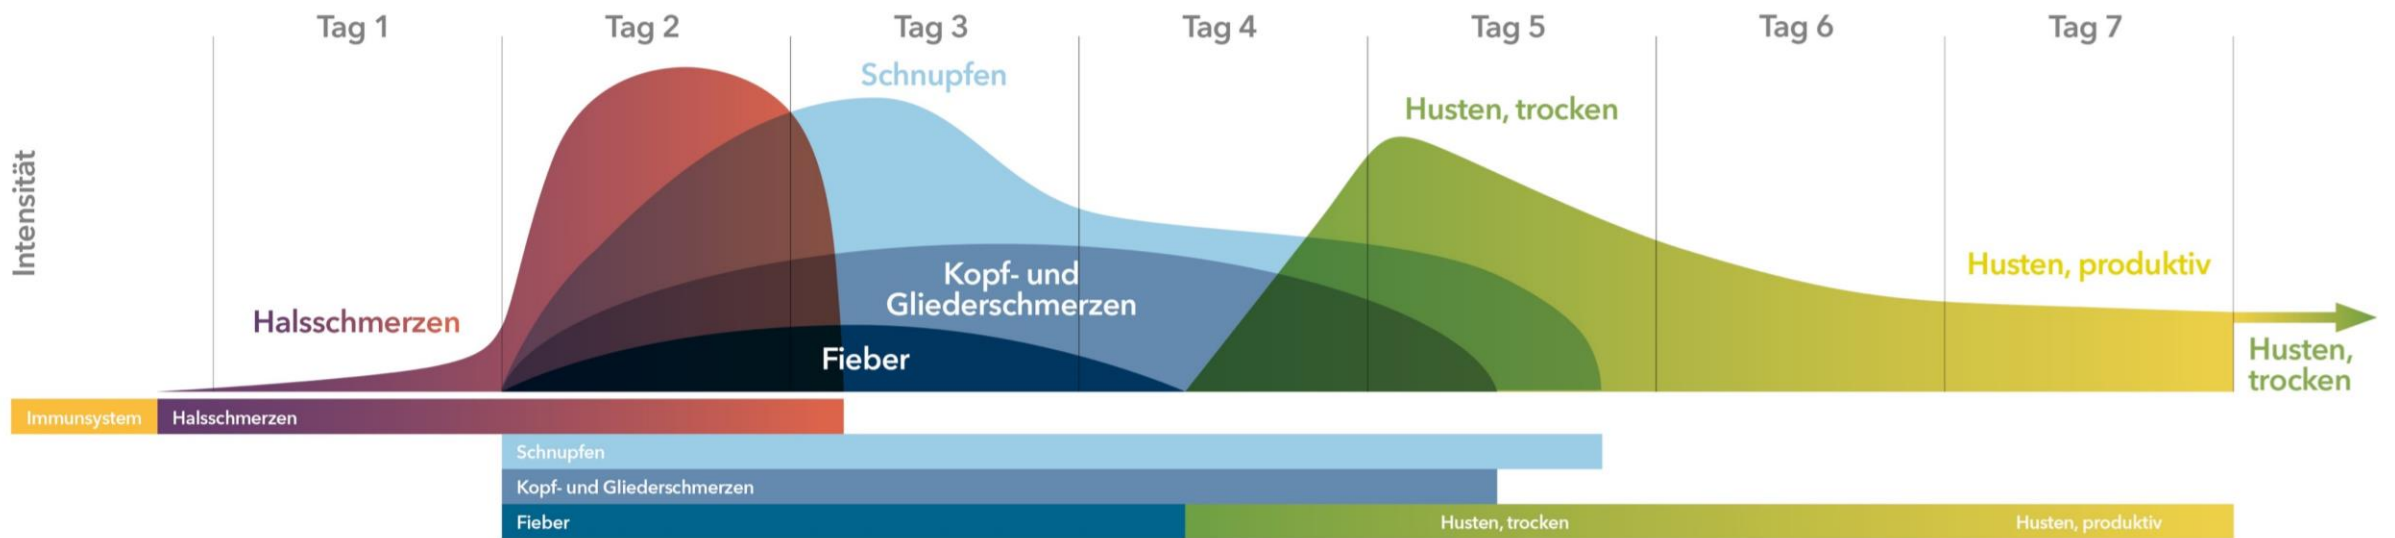 Tag 1
Tag 2
Tag 3
Tag 4
Tag 5
Tag 6
Tag 7
Intensität
Schnupfen
Husten, trocken
Husten, produktiv
Halsschmerzen
Kopf- und
Gliederschmerzen
Fieber
Husten,
trocken
Immunsystem
Halsschmerzen
Schnupfen
Kopf- und Gliederschmerzen
Fieber
Husten, trocken
Husten, produktiv